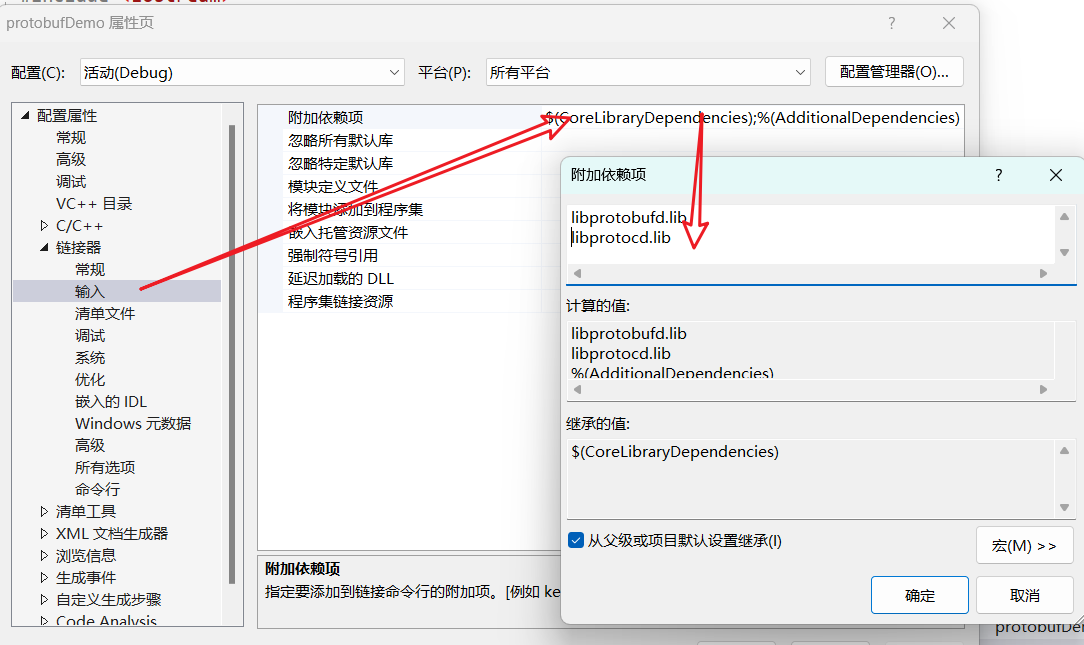 protobufDemo 属性页
?
配置(C):
活动(Debug)
平台(P):
所有平台
配置管理器(O)...
配置属性
常规
高级
调试
VC++ 目录
C/C++
链接器
常规
输入
清单文件
调试
系统
优化
嵌入的 IDL
Windows 元数据
高级
所有选项
命令行
清单工具
XML 文档生成器
浏览信息
生成事件
自定义生成步骤
Code Analysis
附加依赖项
$(CoreLibraryDependencies);%(AdditionalDependencies)
忽略所有默认库
忽略特定默认库
模块定义文件
将模块添加到程序集
嵌入托管资源文件
强制符号引用
延迟加载的 DLL
程序集链接资源
附加依赖项
指定要添加到链接命令行的附加项。[例如 ke
附加依赖项
?
libprotobufd.lib
libprotocd.lib
计算的值:
libprotobufd.lib
libprotocd.lib
%(AdditionalDependencies)
继承的值:
$(CoreLibraryDependencies)
从父级或项目默认设置继承(I)
宏(M) >>
确定
取消
protobufDem